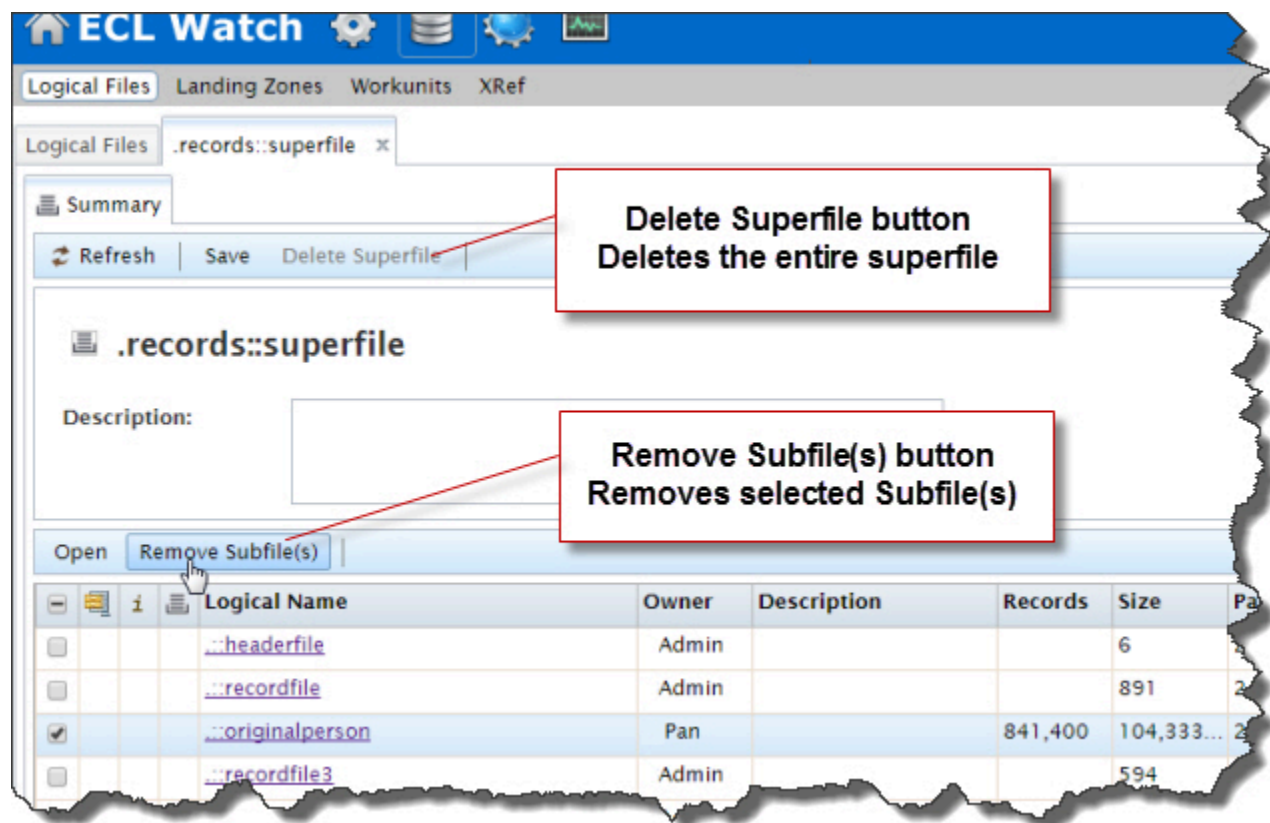 ECL Watch
Logical Files Landing Zones Workunits XRef
Logical Files .records::superfile x
Summary
Refresh Save Delete Superfile
Delete Superfile button
Deletes the entire superfile
.records::superfile
Description:
Remove Subfile(s) button
Removes selected Subfile(s)
Open Remove Subfile(s)
i Logical Name Owner Description Records Size
.::headerfile Admin 6
.::recordfile Admin 891
.::originalperson Pan 841,400 104,333...
.::recordfile3 Admin 594